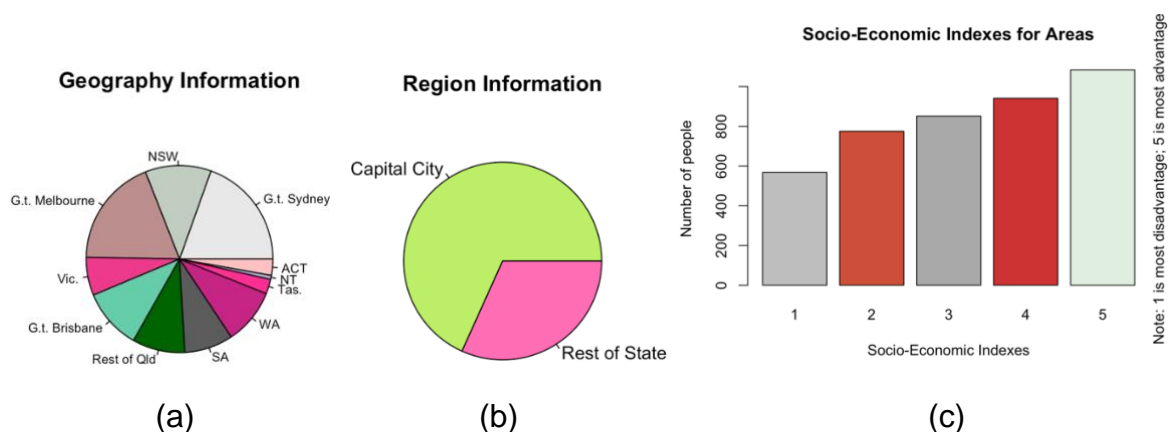 Geography Information
NSW
G.t. Sydney
G.t. Melbourne
ACT
NT
Tas.
Vic.
WA
G.t. Brisbane
SA
Rest of Qld
(a)
Region Information
Capital City
Rest of State
(b)
Socio-Economic Indexes for Areas
Number of people
800
600
400
200
0
1 2 3 4 5
Socio-Economic Indexes
Note: 1 is most disadvantage; 5 is most advantage
(c)